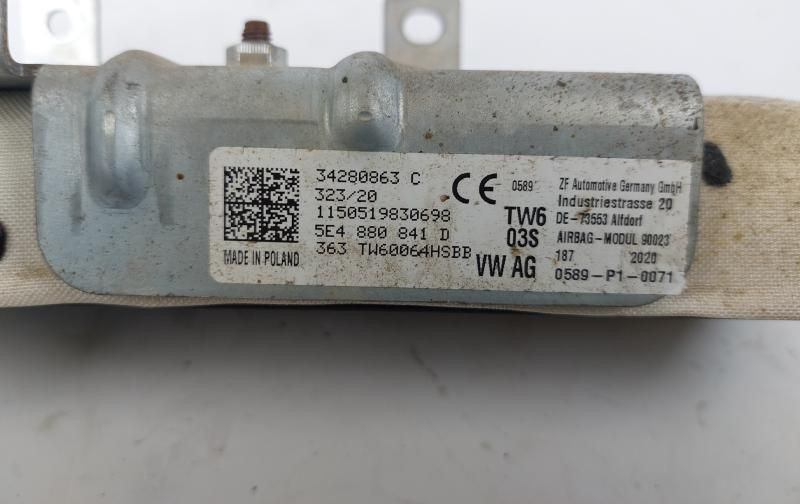 34280863 C
323/20
1150519830698
5E4 880 841 D
363 TW60064HSBB
MADE IN POLAND
CE 0589
TW6
03S
VW AG
ZF Automotive Germany GmbH
Industriestrasse 20
DE-73553 Alfdorf
AIRBAG-MODUL 90023
187 2020
0589-P1-0071